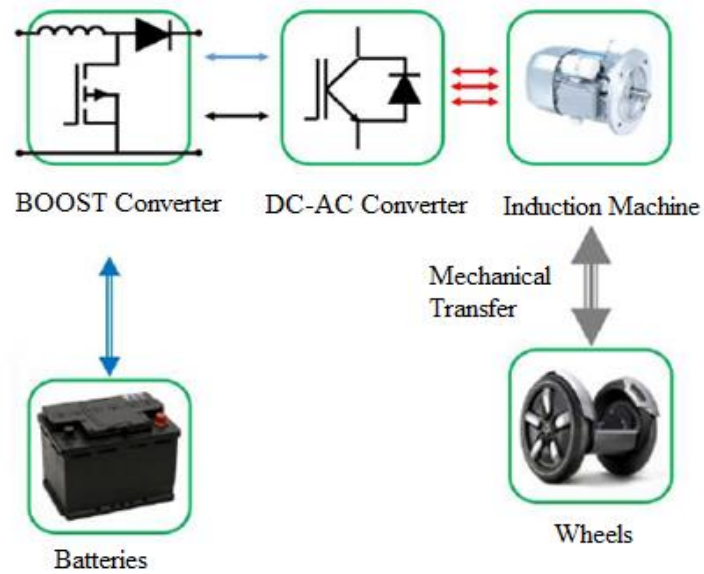 BOOST Converter
DC-AC Converter
Induction Machine
Mechanical
Transfer
Batteries
Wheels